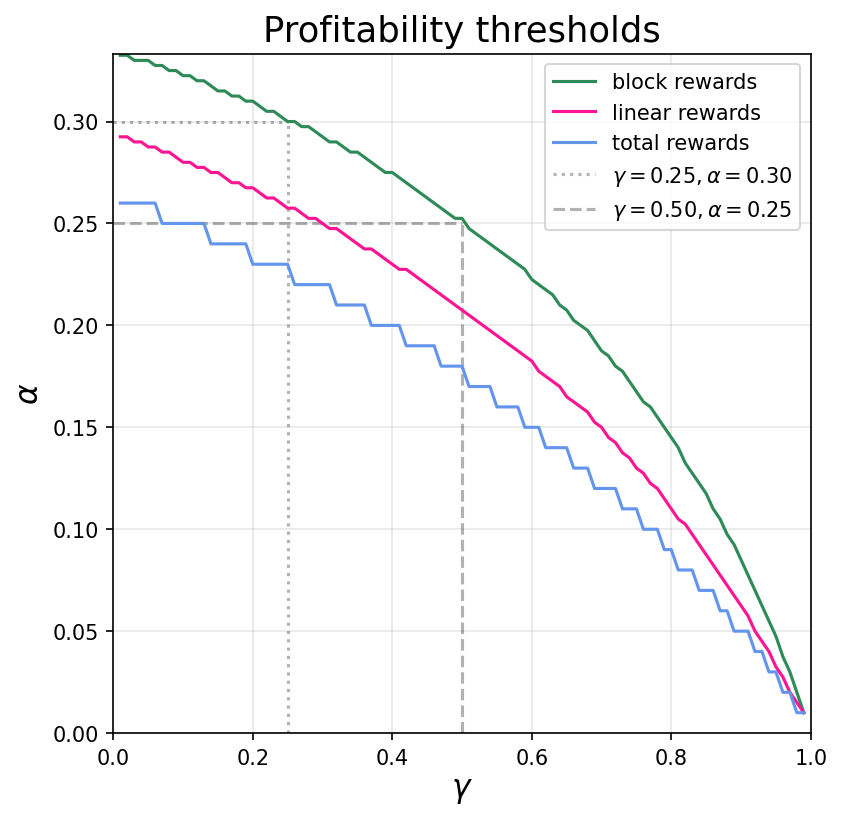 Profitability thresholds
block rewards
linear rewards
total rewards
γ = 0.25, α = 0.30
γ = 0.50, α = 0.25
0.30
0.25
0.20
0.15
0.10
0.05
0.00
α
0.0 0.2 0.4 0.6 0.8 1.0
γ